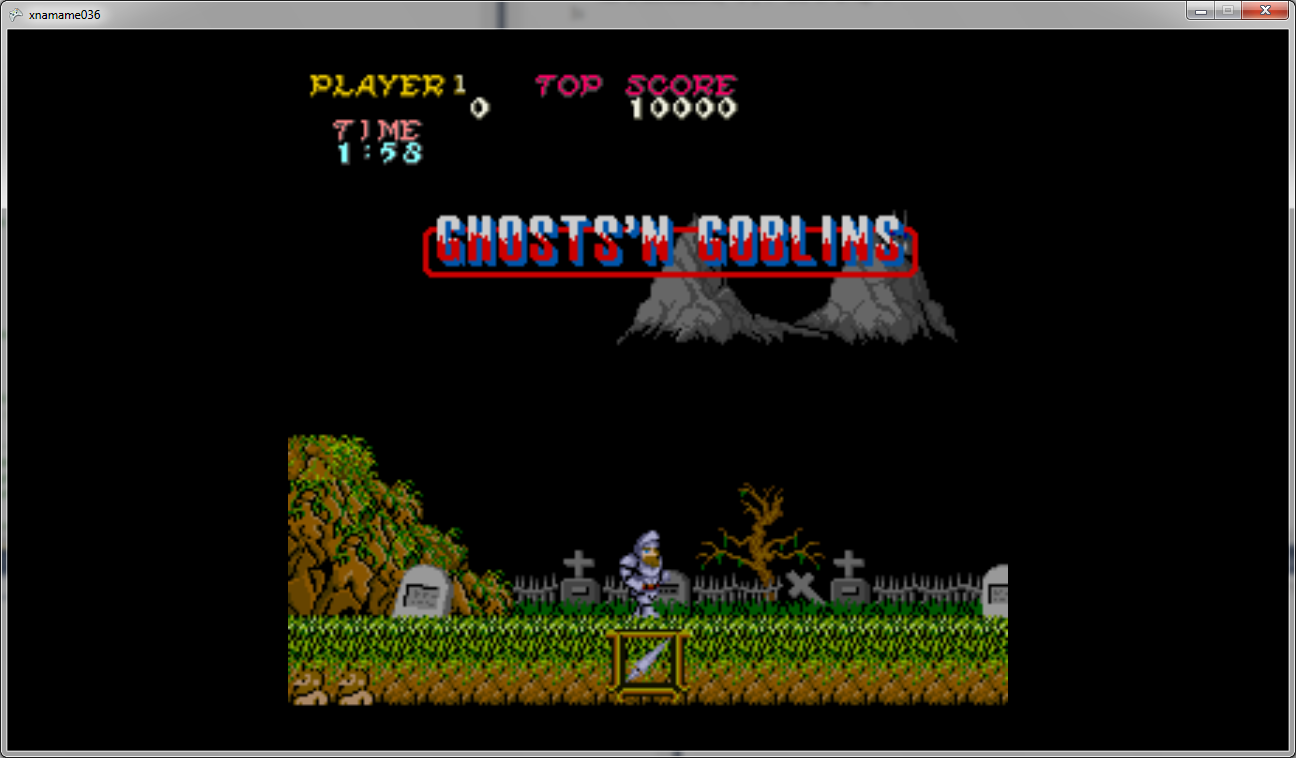 xnamame036
PLAYER 1 TOP SCORE
0 10000
TIME
1:58
GHOSTS'N GOBLINS